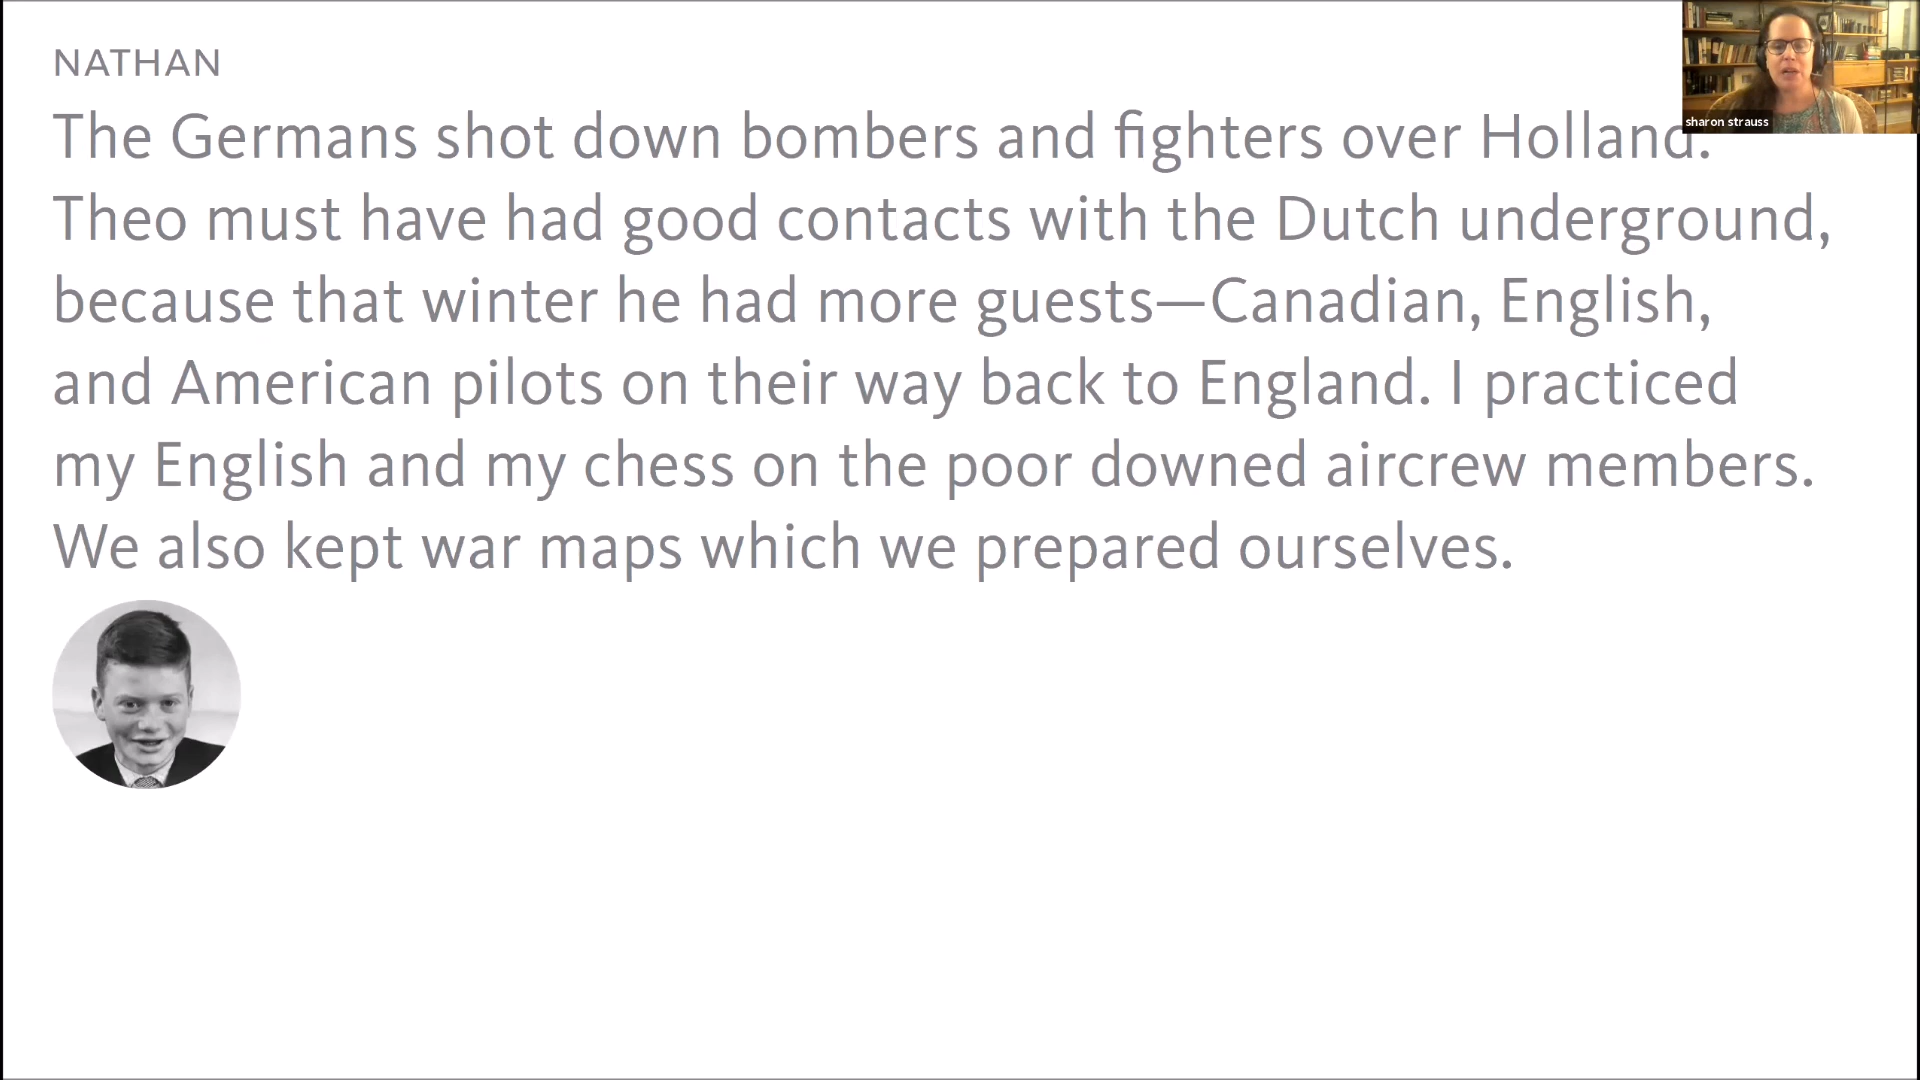 NATHAN
The Germans shot down bombers and fighters over Holland.
Theo must have had good contacts with the Dutch underground,
because that winter he had more guests—Canadian, English,
and American pilots on their way back to England. I practiced
my English and my chess on the poor downed aircrew members.
We also kept war maps which we prepared ourselves.
sharon strauss